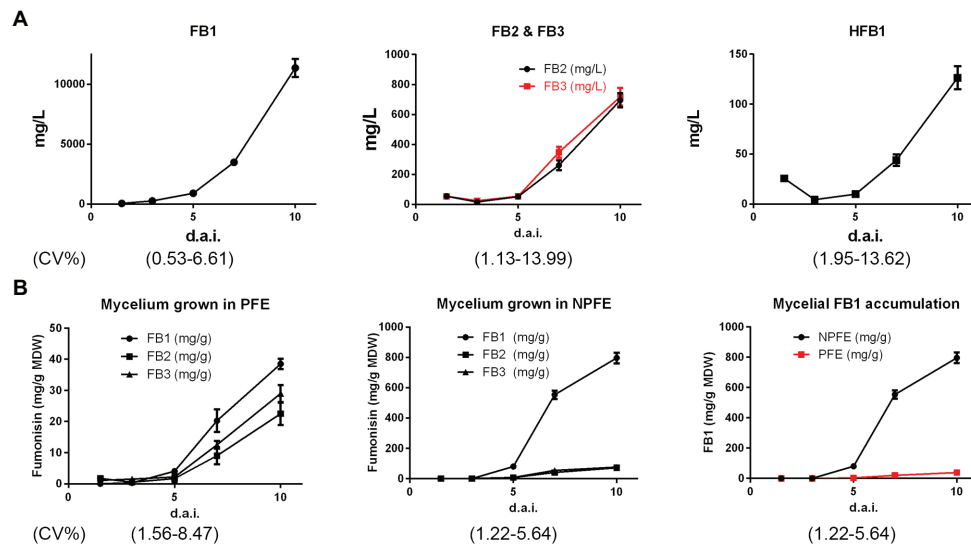 A
FB1
mg/L
10000
5000
0
0
5
10
d.a.i.
FB2 & FB3
mg/L
1000
800
600
400
200
0
0
5
10
FB2 (mg/L)
FB3 (mg/L)
d.a.i.
HFB1
mg/L
150
100
50
0
0
5
10
d.a.i.
(CV%) (0.53-6.61) (1.13-13.99) (1.95-13.62)
B
Mycelium grown in PFE
Fumonisin (mg/g MDW)
50
40
30
20
10
0
0
5
10
FB1 (mg/g)
FB2 (mg/g)
FB3 (mg/g)
d.a.i.
Mycelium grown in NPFE
Fumonisin (mg/g MDW)
1000
800
600
400
200
0
0
5
10
FB1 (mg/g)
FB2 (mg/g)
FB3 (mg/g)
d.a.i.
Mycelial FB1 accumulation
FB1 (mg/g MDW)
1000
800
600
400
200
0
0
5
10
NPFE (mg/g)
PFE (mg/g)
d.a.i.
(CV%) (1.56-8.47) (1.22-5.64) (1.22-5.64)